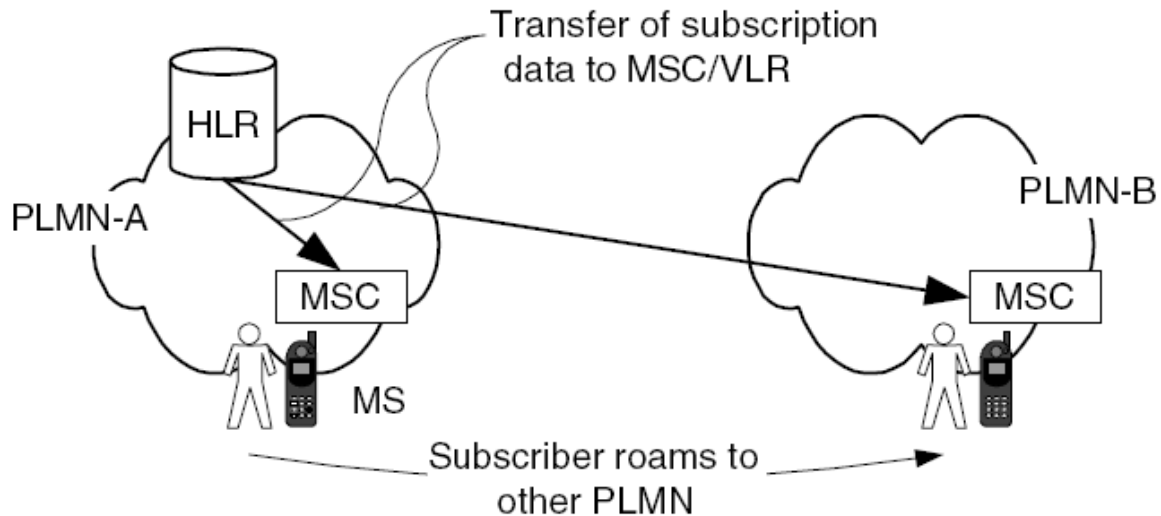 Transfer of subscription
data to MSC/VLR
HLR
PLMN-A
PLMN-B
MSC
MSC
MS
Subscriber roams to
other PLMN